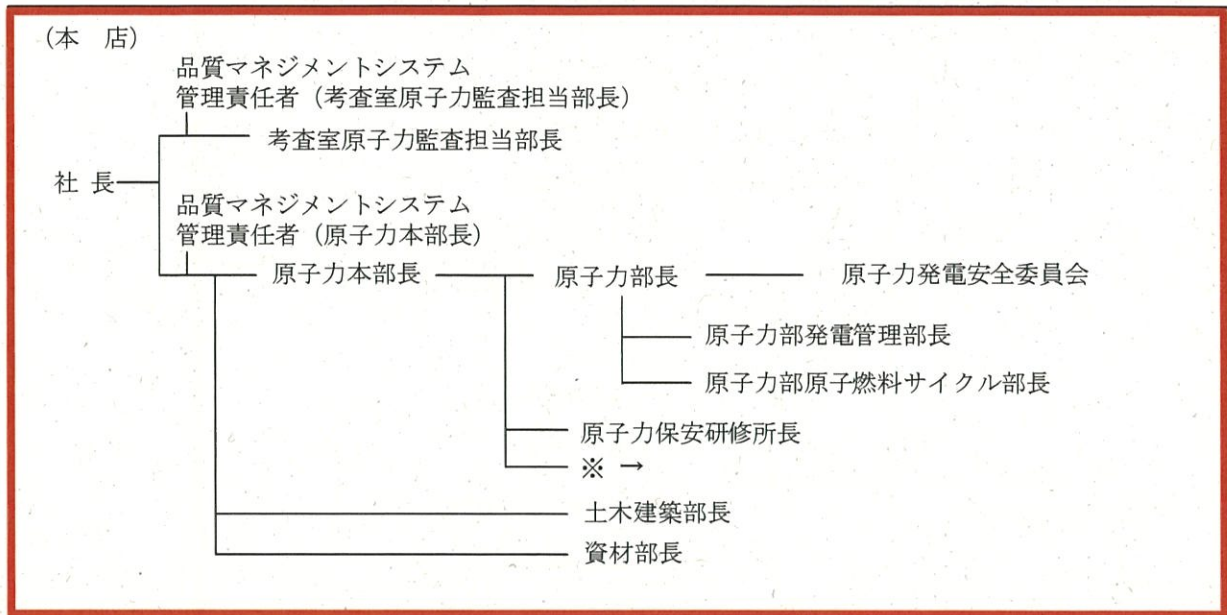 (本　店)
品質マネジメントシステム
管理責任者（考査室原子力監査担当部長）
考査室原子力監査担当部長
社 長
品質マネジメントシステム
管理責任者（原子力本部長）
原子力本部長
原子力部長
原子力発電安全委員会
原子力部発電管理部長
原子力部原子燃料サイクル部長
原子力保安研修所長
※ →
土木建築部長
資材部長